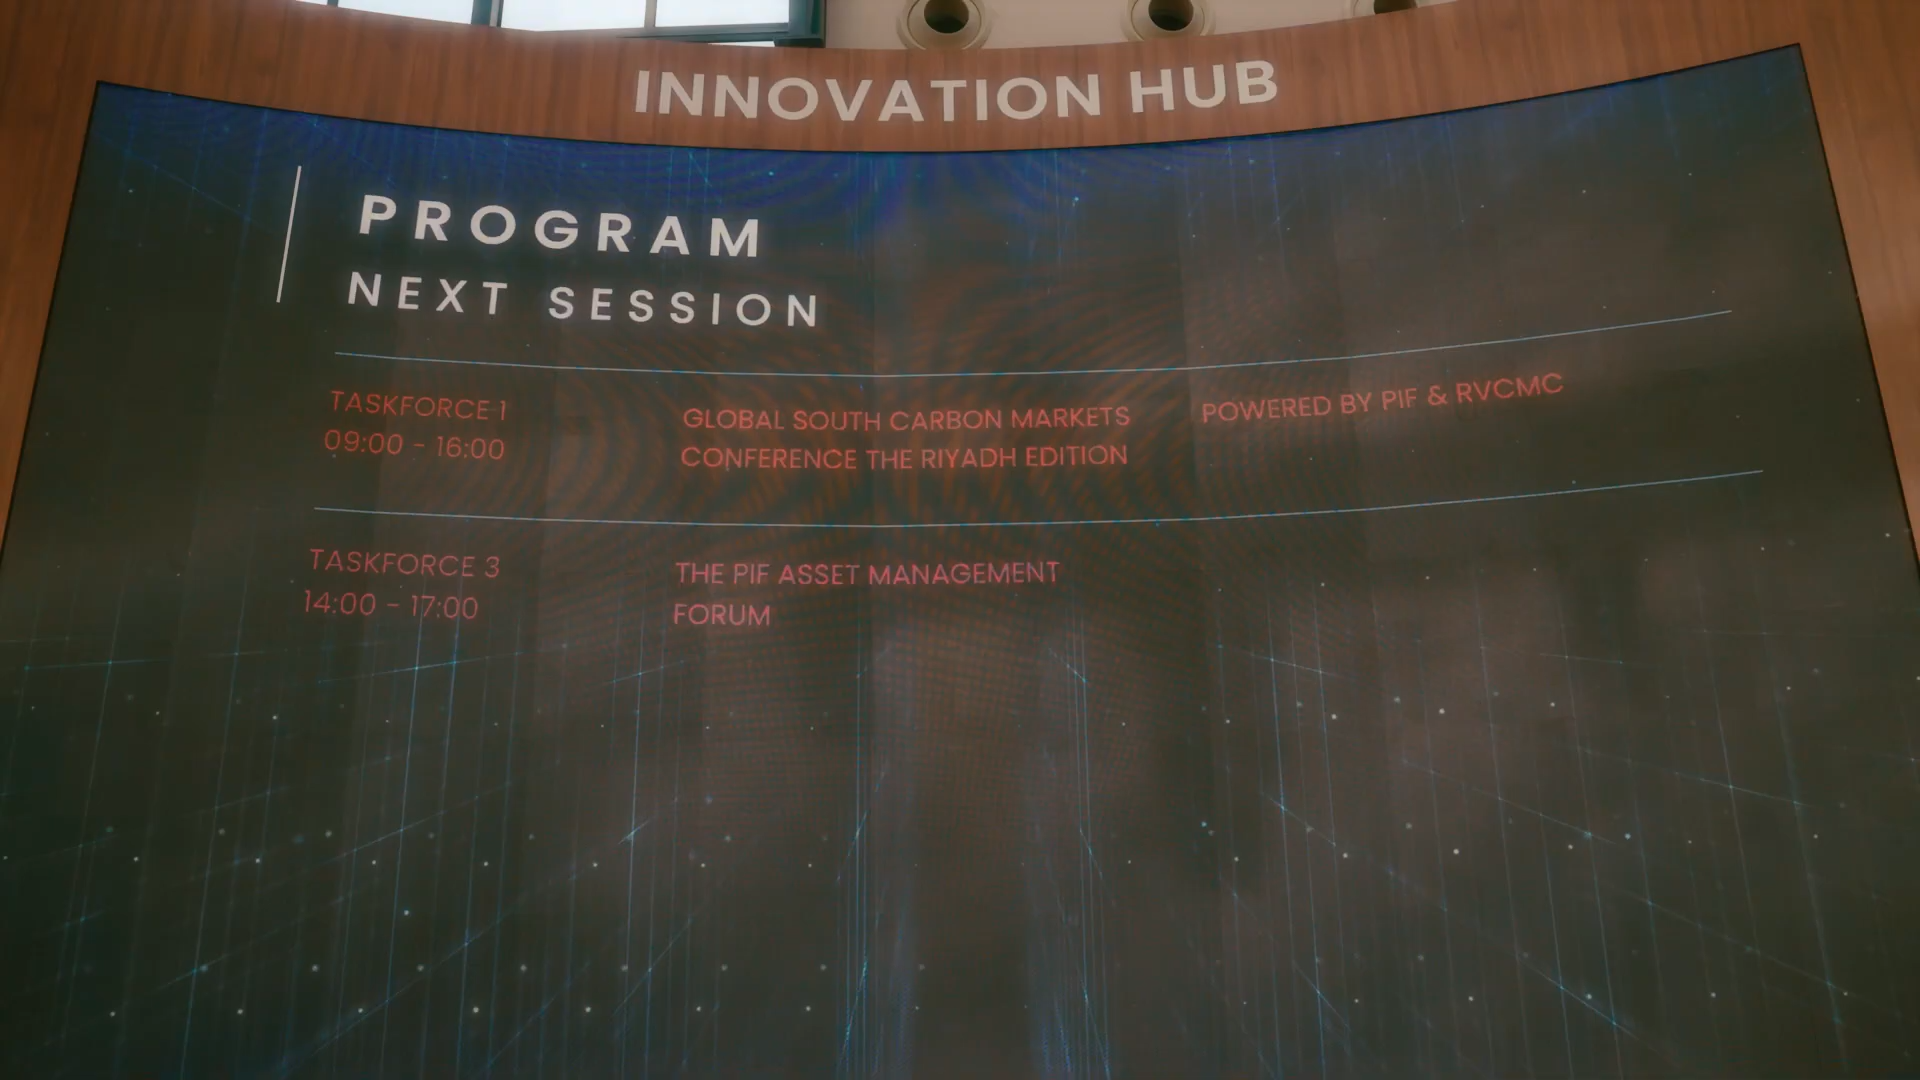 INNOVATION HUB
PROGRAM
NEXT SESSION
TASKFORCE 1
09:00 - 16:00
GLOBAL SOUTH CARBON MARKETS
CONFERENCE THE RIYADH EDITION
POWERED BY PIF & RVCMC
TASKFORCE 3
14:00 - 17:00
THE PIF ASSET MANAGEMENT
FORUM